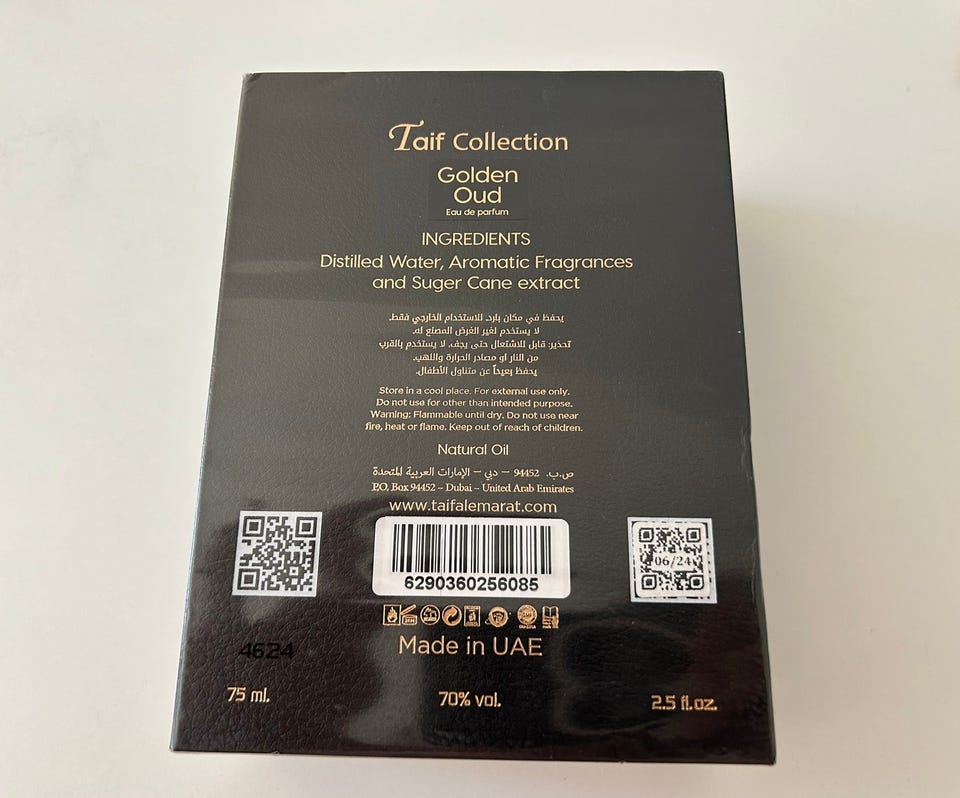 Taif Collection
Golden
Oud
Eau de parfum
INGREDIENTS
Distilled Water, Aromatic Fragrances
and Suger Cane extract
يحفظ في مكان بارد. للاستخدام الخارجي فقط.
لا يستخدم لغير الغرض المصنع له.
تحذير: قابل للاشتعال حتى يجف. لا يستخدم بالقرب
من النار او مصادر الحرارة واللهب.
يحفظ بعيداً عن متناول الأطفال.
Store in a cool place. For external use only.
Do not use for other than intended purpose.
Warning: Flammable until dry. Do not use near
fire, heat or flame. Keep out of reach of children.
Natural Oil
ص.ب. 94452 – دبي – الإمارات العربية المتحدة
P.O. Box 94452 – Dubai – United Arab Emirates
www.taifalemarat.com
06/24
6290360256085
Made in UAE
4624
75 ml.
70% vol.
2.5 fl.oz.